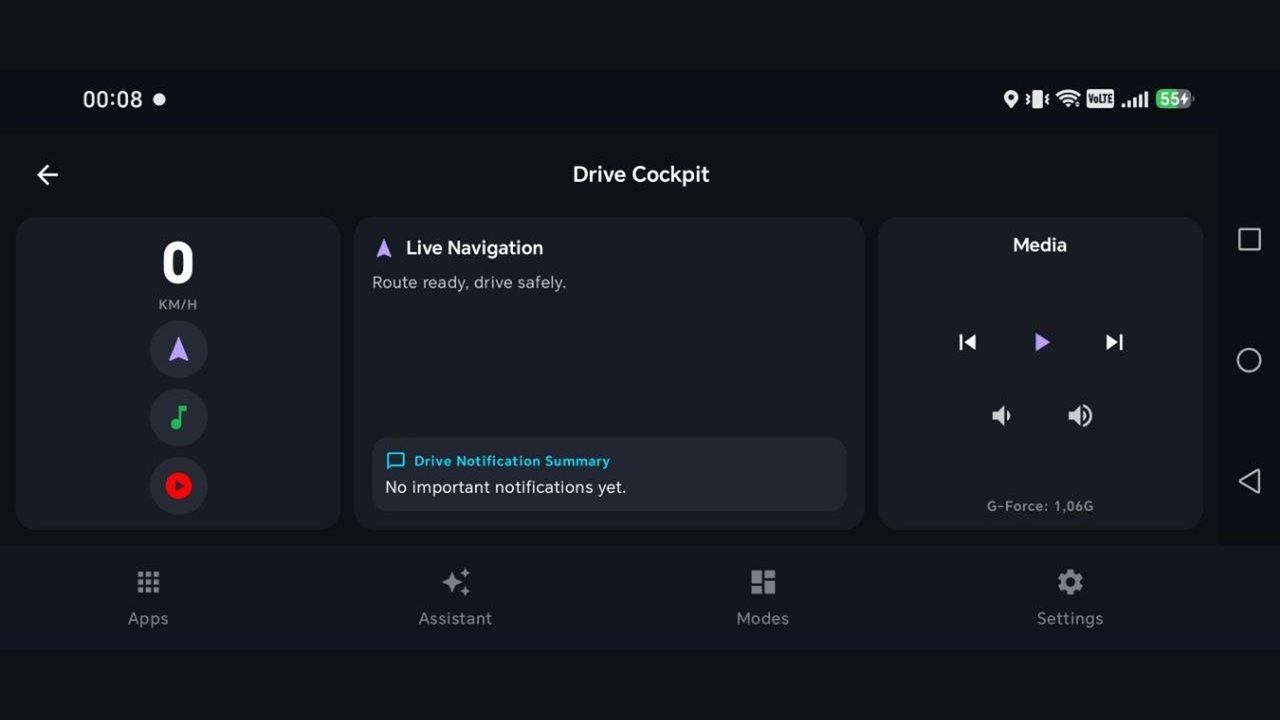 00:08
VoLTE
55
Drive Cockpit
0
KM/H
Live Navigation
Route ready, drive safely.
Drive Notification Summary
No important notifications yet.
Media
G-Force: 1,06G
Apps
Assistant
Modes
Settings